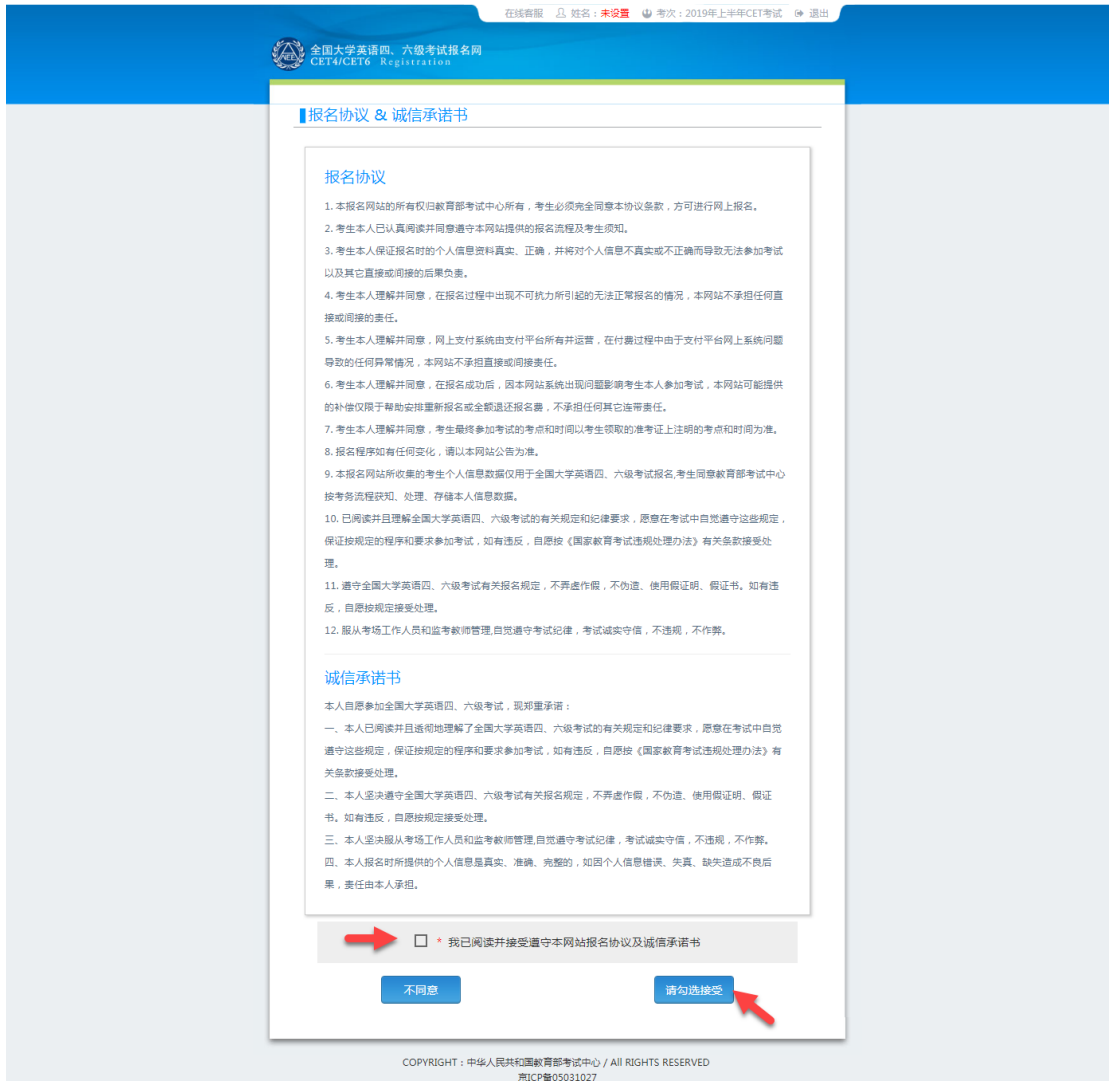 在线客服 姓名：未设置 考次：2019年上半年CET考试 退出
NEE
全国大学英语四、六级考试报名网
CET4/CET6 Registration
报名协议 & 诚信承诺书
报名协议
1. 本报名网站的所有权归教育部考试中心所有，考生必须完全同意本协议条款，方可进行网上报名。
2. 考生本人已认真阅读并同意遵守本网站提供的报名流程及考生须知。
3. 考生本人保证报名时的个人信息资料真实、正确，并将对个人信息不真实或不正确而导致无法参加考试
以及其它直接或间接的后果负责。
4. 考生本人理解并同意，在报名过程中出现不可抗力所引起的无法正常报名的情况，本网站不承担任何直
接或间接的责任。
5. 考生本人理解并同意，网上支付系统由支付平台所有并运营，在付费过程中由于支付平台网上系统问题
导致的任何异常情况，本网站不承担直接或间接责任。
6. 考生本人理解并同意，在报名成功后，因本网站系统出现问题影响考生本人参加考试，本网站可能提供
的补偿仅限于帮助安排重新报名或全额退还报名费，不承担任何其它连带责任。
7. 考生本人理解并同意，考生最终参加考试的考点和时间以考生领取的准考证上注明的考点和时间为准。
8. 报名程序如有任何变化，请以本网站公告为准。
9. 本报名网站所收集的考生个人信息数据仅用于全国大学英语四、六级考试报名,考生同意教育部考试中心
按考务流程获知、处理、存储本人信息数据。
10. 已阅读并且理解全国大学英语四、六级考试的有关规定和纪律要求，愿意在考试中自觉遵守这些规定，
保证按规定的程序和要求参加考试，如有违反，自愿按《国家教育考试违规处理办法》有关条款接受处
理。
11. 遵守全国大学英语四、六级考试有关报名规定，不弄虚作假，不伪造、使用假证明、假证书。如有违
反，自愿按规定接受处理。
12. 服从考场工作人员和监考教师管理,自觉遵守考试纪律，考试诚实守信，不违规，不作弊。
诚信承诺书
本人自愿参加全国大学英语四、六级考试，现郑重承诺：
一、本人已阅读并且透彻地理解了全国大学英语四、六级考试的有关规定和纪律要求，愿意在考试中自觉
遵守这些规定，保证按规定的程序和要求参加考试，如有违反，自愿按《国家教育考试违规处理办法》有
关条款接受处理。
二、本人坚决遵守全国大学英语四、六级考试有关报名规定，不弄虚作假，不伪造、使用假证明、假证
书。如有违反，自愿按规定接受处理。
三、本人坚决服从考场工作人员和监考教师管理,自觉遵守考试纪律，考试诚实守信，不违规，不作弊。
四、本人报名时所提供的个人信息是真实、准确、完整的，如因个人信息错误、失真、缺失造成不良后
果，责任由本人承担。
* 我已阅读并接受遵守本网站报名协议及诚信承诺书
不同意 请勾选接受
COPYRIGHT：中华人民共和国教育部考试中心 / All RIGHTS RESERVED
京ICP备05031027